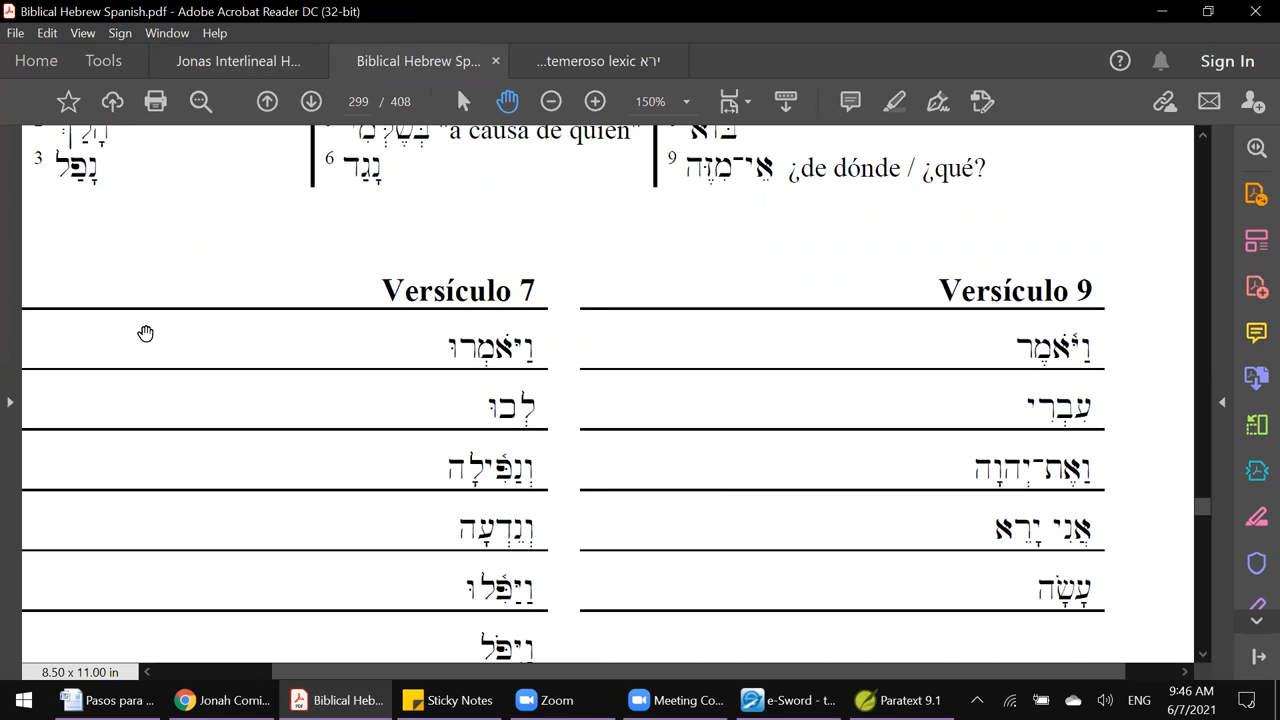 Biblical Hebrew Spanish.pdf - Adobe Acrobat Reader DC (32-bit)
File Edit View Sign Window Help
Home Tools Jonas Interlineal H... Biblical Hebrew Sp... × ...temeroso lexic ירא Sign In
299 / 408 150%
הָלַךְ בְּשֶׁלְּמִי "a causa de quien" בּוֹא
3 נָפַל 6 נָגַד 9 אֵי־מִזֶּה ¿de dónde / ¿qué?
Versículo 7 Versículo 9
וַיֹּאמְרוּ וַיֹּ֫אמֶר
לְכוּ עִבְרִי
וְנַפִּ֫ילָה וַאֶת־יְהוָה
וְנֵדְעָה אֲנִי יָרֵא
וַיַּפִּ֫לוּ עָשָׂה
וַיִּפֹּל
8.50 x 11.00 in
Pasos para ... Jonah Comi... Biblical Heb... Sticky Notes Zoom Meeting Co... e-Sword - t... Paratext 9.1 ENG 9:46 AM
6/7/2021